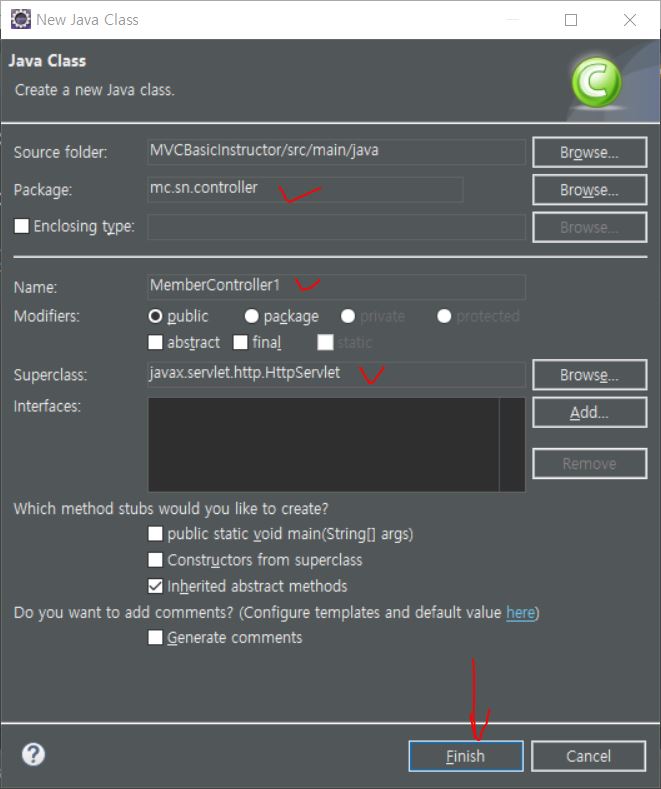 New Java Class
Java Class
Create a new Java class.
Source folder: MVCBasicInstructor/src/main/java Browse...
Package: mc.sn.controller Browse...
Enclosing type: Browse...
Name: MemberController1
Modifiers: public package private protected
abstract final static
Superclass: javax.servlet.http.HttpServlet Browse...
Interfaces: Add...
Remove
Which method stubs would you like to create?
public static void main(String[] args)
Constructors from superclass
Inherited abstract methods
Do you want to add comments? (Configure templates and default value here)
Generate comments
? Finish Cancel